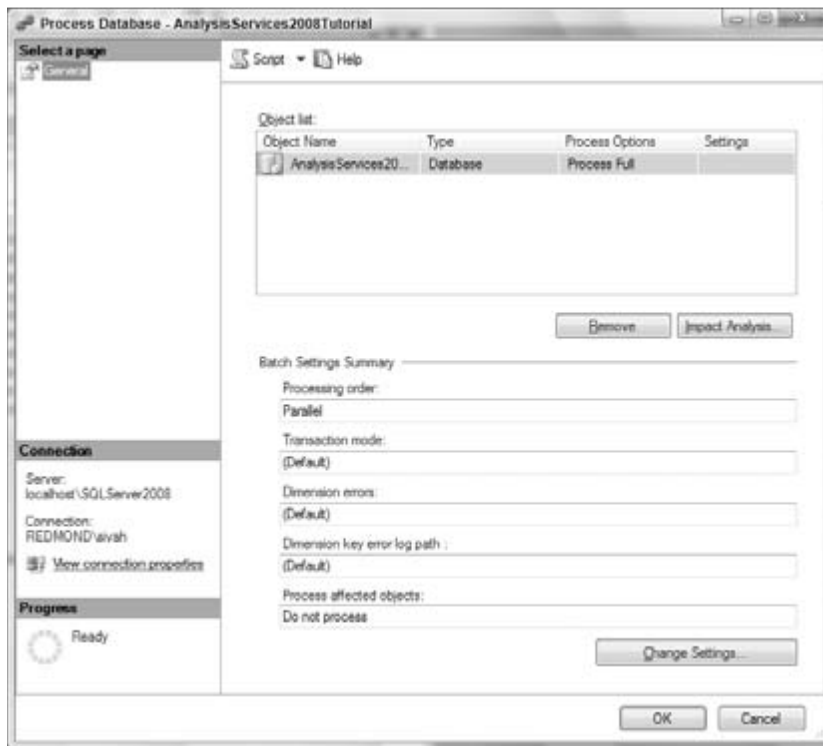 Process Database - AnalysisServices2008Tutorial
Select a page
General
Script Help
Object list:
Object Name Type Process Options Settings
AnalysisServices20... Database Process Full
Remove Impact Analysis...
Batch Settings Summary
Processing order:
Parallel
Transaction mode:
(Default)
Dimension errors:
(Default)
Dimension key error log path :
(Default)
Process affected objects:
Do not process
Change Settings...
Connection
Server:
localhost\SQLServer2008
Connection:
REDMOND\sivah
View connection properties
Progress
Ready
OK Cancel